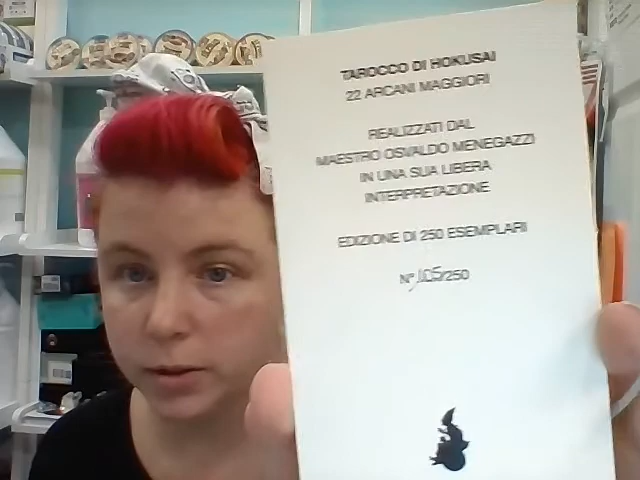 TAROCCO DI HOKUSAI
22 ARCANI MAGGIORI
REALIZZATI DAL
MAESTRO OSVALDO MENEGAZZI
IN UNA SUA LIBERA
INTERPRETAZIONE
EDIZIONE DI 250 ESEMPLARI
N° 105/250